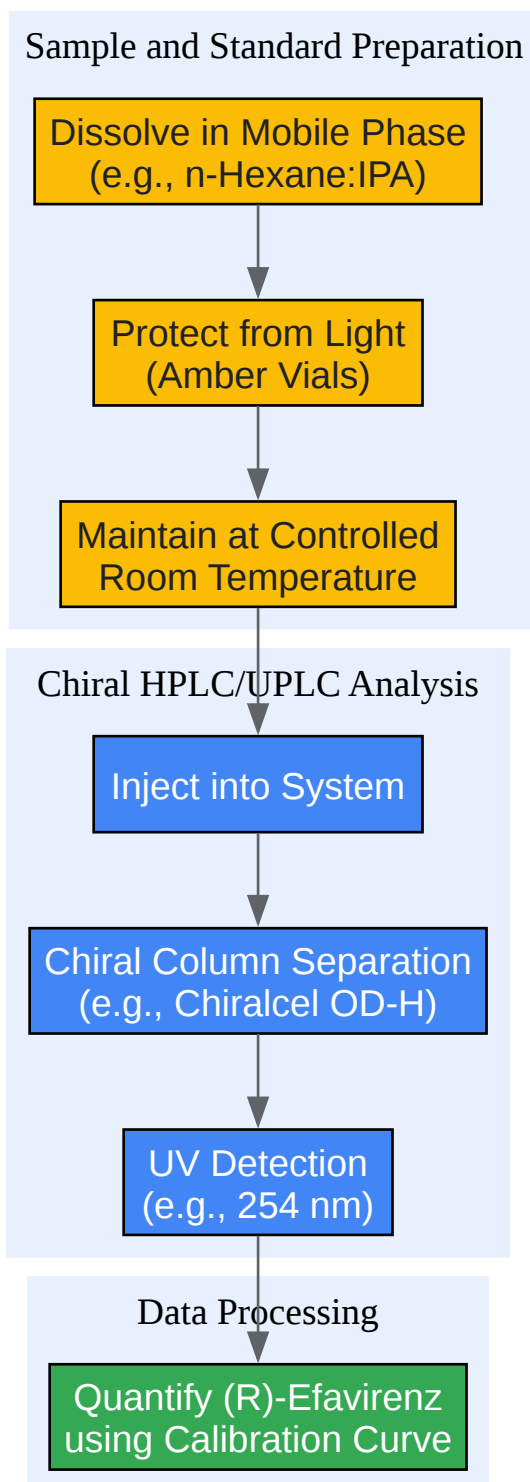 Sample and Standard Preparation
Dissolve in Mobile Phase
(e.g., n-Hexane:IPA)
Protect from Light
(Amber Vials)
Maintain at Controlled
Room Temperature
Chiral HPLC/UPLC Analysis
Inject into System
Chiral Column Separation
(e.g., Chiralcel OD-H)
UV Detection
(e.g., 254 nm)
Data Processing
Quantify (R)-Efavirenz
using Calibration Curve